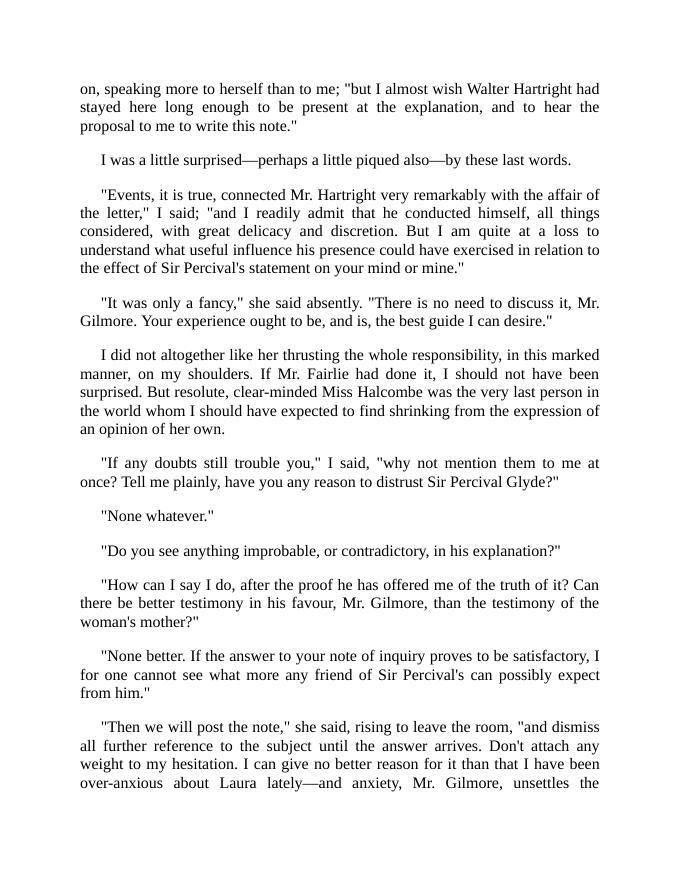 on, speaking more to herself than to me; "but I almost wish Walter Hartright had
stayed here long enough to be present at the explanation, and to hear the
proposal to me to write this note."
I was a little surprised—perhaps a little piqued also—by these last words.
"Events, it is true, connected Mr. Hartright very remarkably with the affair of
the letter," I said; "and I readily admit that he conducted himself, all things
considered, with great delicacy and discretion. But I am quite at a loss to
understand what useful influence his presence could have exercised in relation to
the effect of Sir Percival's statement on your mind or mine."
"It was only a fancy," she said absently. "There is no need to discuss it, Mr.
Gilmore. Your experience ought to be, and is, the best guide I can desire."
I did not altogether like her thrusting the whole responsibility, in this marked
manner, on my shoulders. If Mr. Fairlie had done it, I should not have been
surprised. But resolute, clear-minded Miss Halcombe was the very last person in
the world whom I should have expected to find shrinking from the expression of
an opinion of her own.
"If any doubts still trouble you," I said, "why not mention them to me at
once? Tell me plainly, have you any reason to distrust Sir Percival Glyde?"
"None whatever."
"Do you see anything improbable, or contradictory, in his explanation?"
"How can I say I do, after the proof he has offered me of the truth of it? Can
there be better testimony in his favour, Mr. Gilmore, than the testimony of the
woman's mother?"
"None better. If the answer to your note of inquiry proves to be satisfactory, I
for one cannot see what more any friend of Sir Percival's can possibly expect
from him."
"Then we will post the note," she said, rising to leave the room, "and dismiss
all further reference to the subject until the answer arrives. Don't attach any
weight to my hesitation. I can give no better reason for it than that I have been
over-anxious about Laura lately—and anxiety, Mr. Gilmore, unsettles the